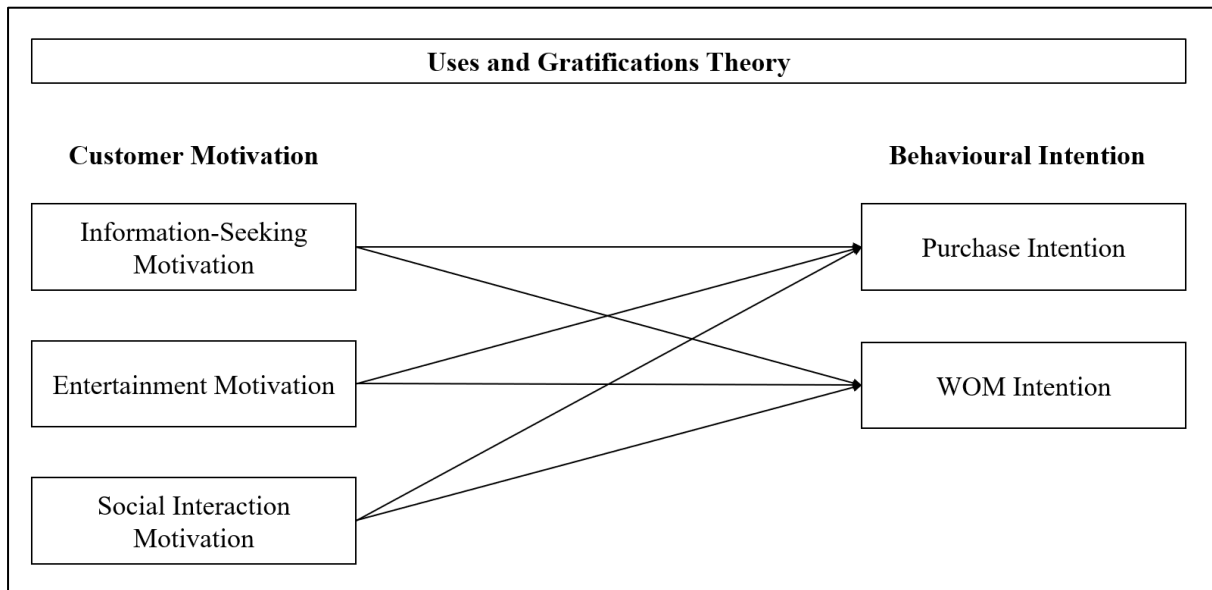 Uses and Gratifications Theory
Customer Motivation
Behavioural Intention
Information-Seeking
Motivation
Purchase Intention
Entertainment Motivation
WOM Intention
Social Interaction
Motivation